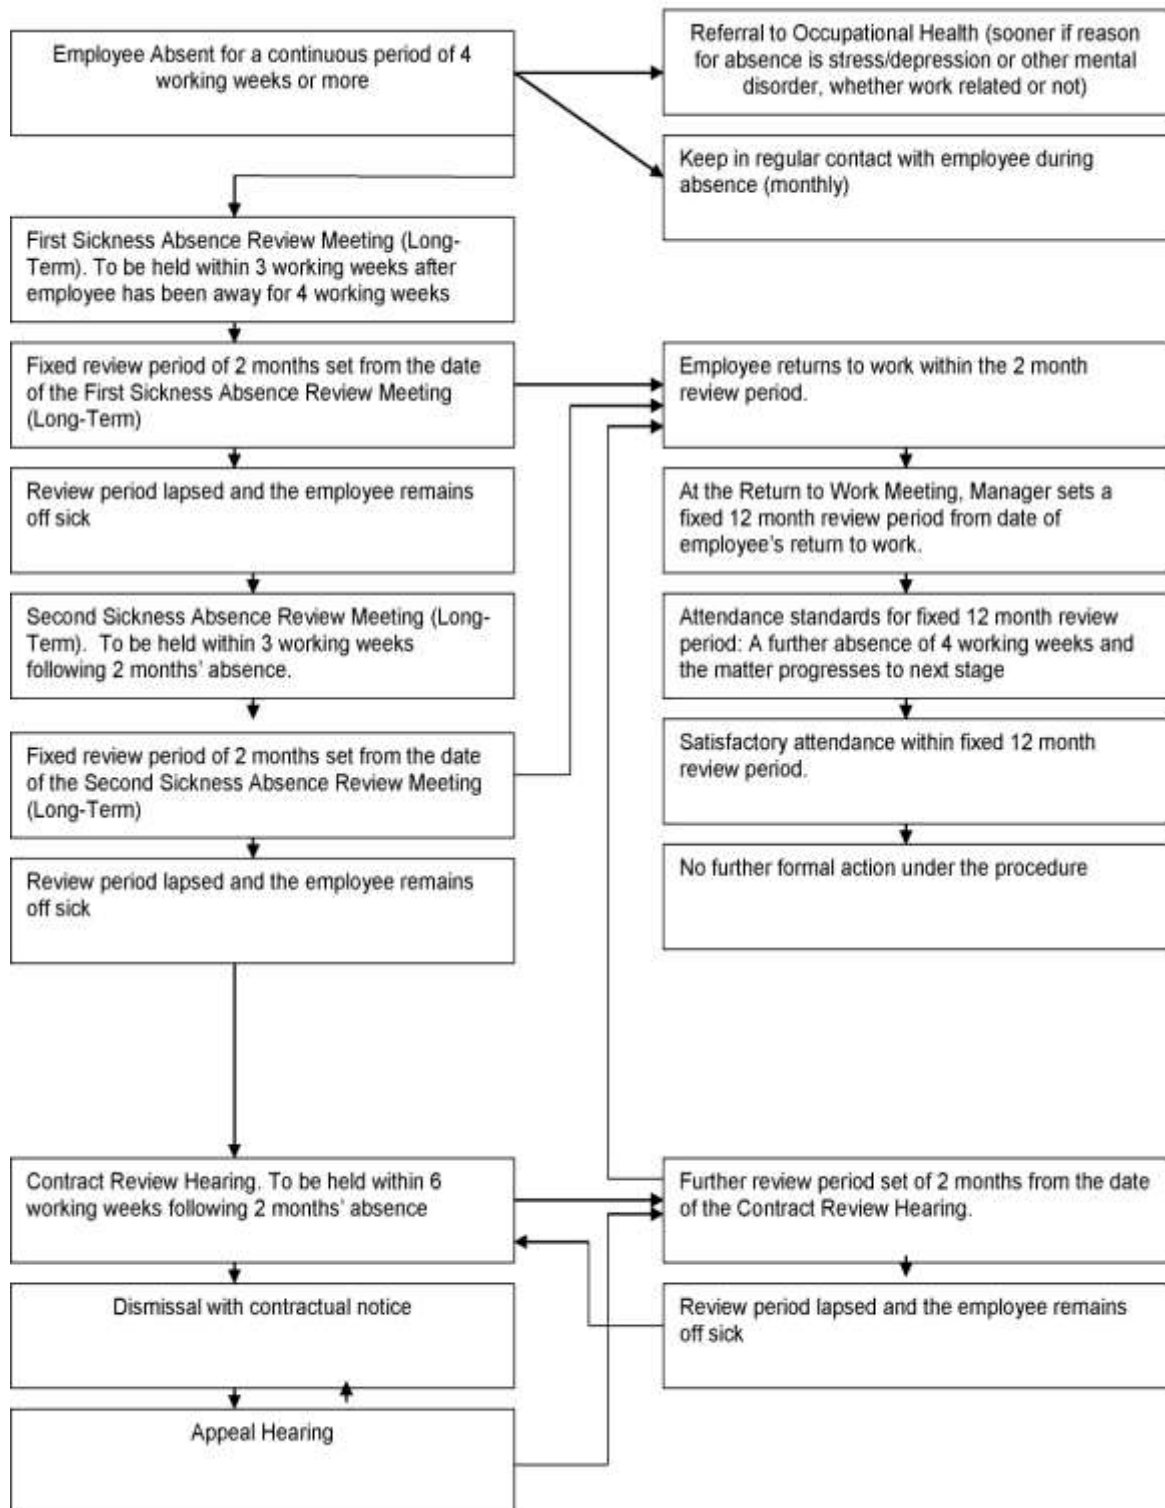 Employee Absent for a continuous period of 4
working weeks or more
Referral to Occupational Health (sooner if reason
for absence is stress/depression or other mental
disorder, whether work related or not)
Keep in regular contact with employee during
absence (monthly)
First Sickness Absence Review Meeting (Long-
Term). To be held within 3 working weeks after
employee has been away for 4 working weeks
Fixed review period of 2 months set from the date
of the First Sickness Absence Review Meeting
(Long-Term)
Employee returns to work within the 2 month
review period.
Review period lapsed and the employee remains
off sick
At the Return to Work Meeting, Manager sets a
fixed 12 month review period from date of
employee's return to work.
Second Sickness Absence Review Meeting (Long-
Term). To be held within 3 working weeks
following 2 months' absence.
Attendance standards for fixed 12 month review
period: A further absence of 4 working weeks and
the matter progresses to next stage
Fixed review period of 2 months set from the date
of the Second Sickness Absence Review Meeting
(Long-Term)
Satisfactory attendance within fixed 12 month
review period.
Review period lapsed and the employee remains
off sick
No further formal action under the procedure
Contract Review Hearing. To be held within 6
working weeks following 2 months' absence
Further review period set of 2 months from the date
of the Contract Review Hearing.
Dismissal with contractual notice
Review period lapsed and the employee remains
off sick
Appeal Hearing